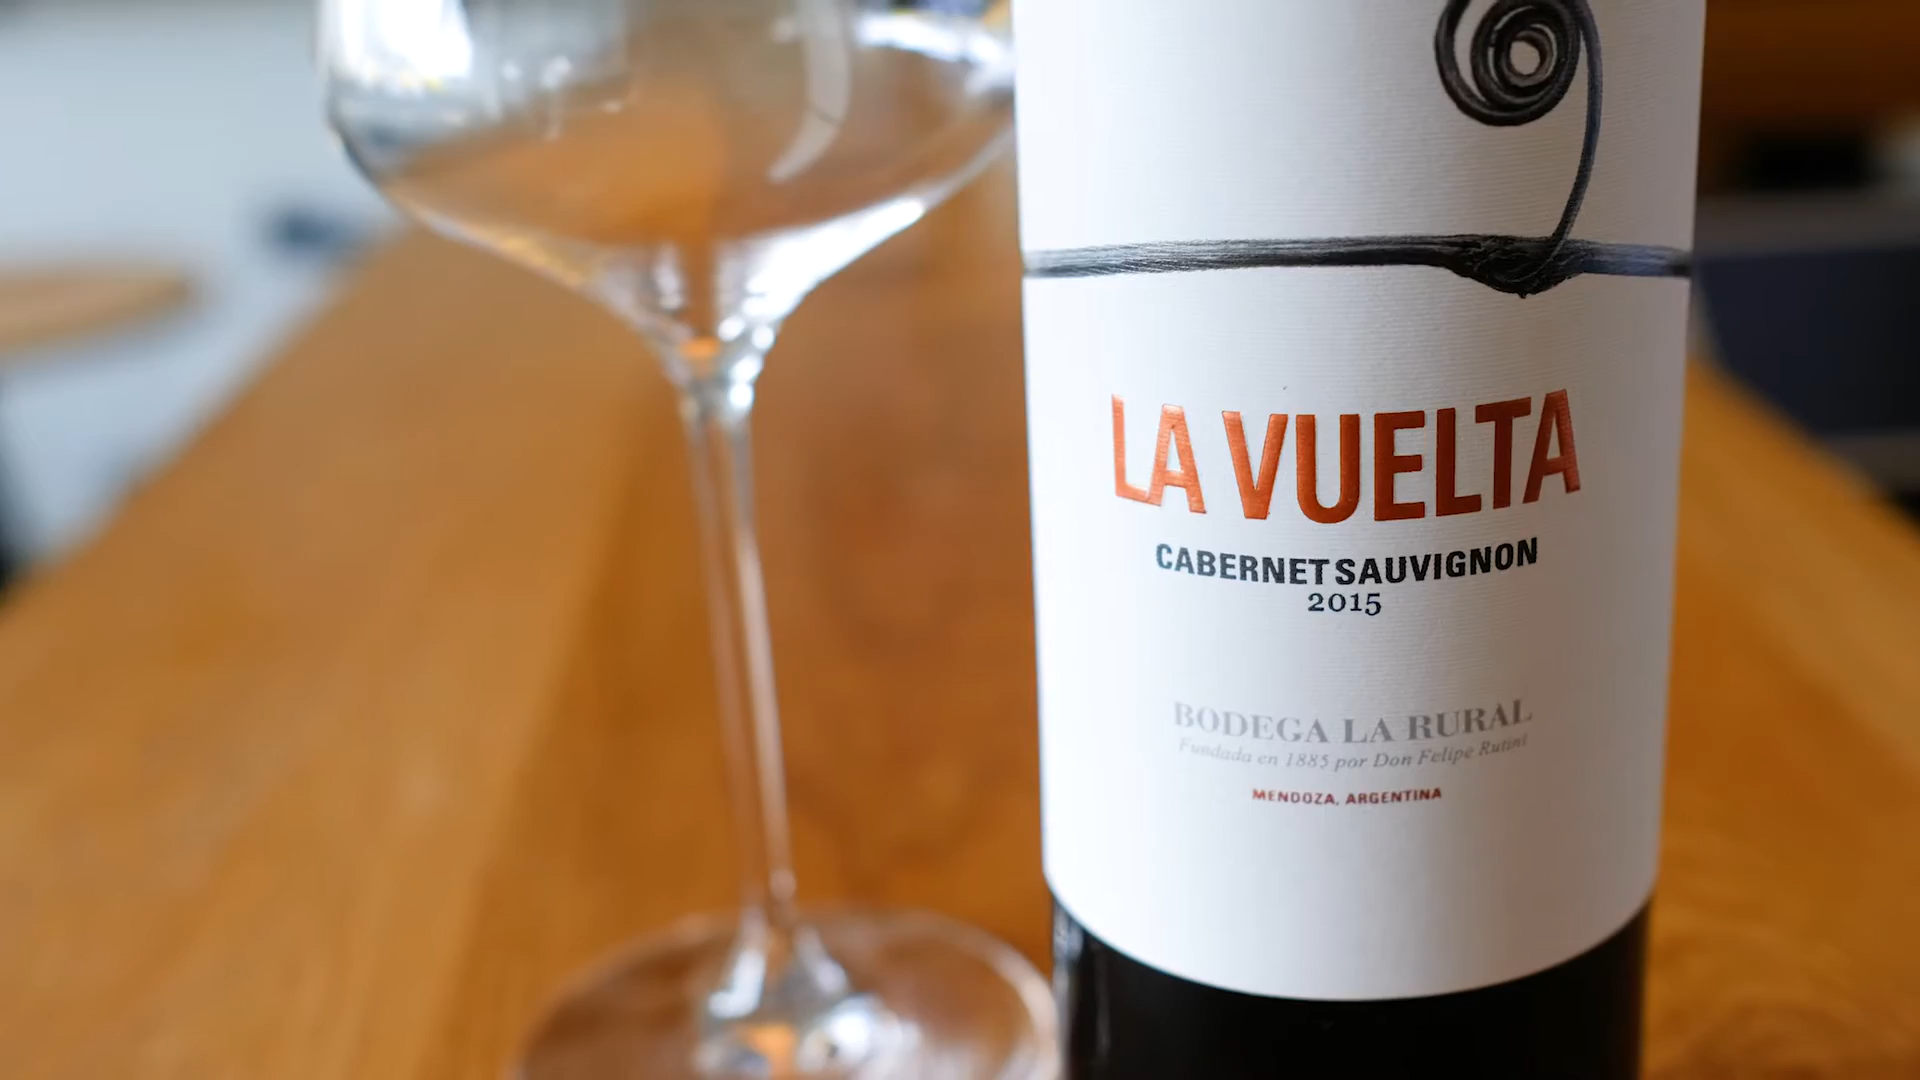 LA VUELTA
CABERNET SAUVIGNON
2015
BODEGA LA RURAL
Fundada en 1885 por Don Felipe Rutini
MENDOZA, ARGENTINA